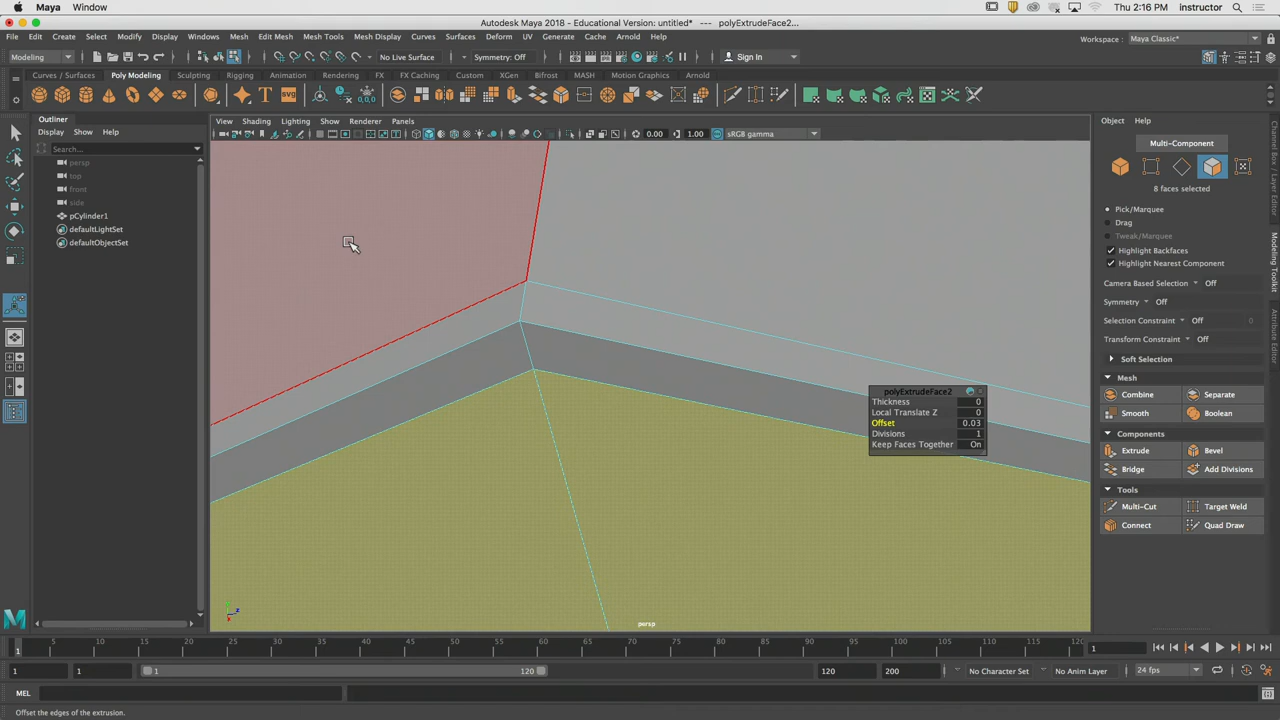 Maya Window
Thu 2:16 PM instructor
Autodesk Maya 2018 - Educational Version: untitled* --- polyExtrudeFace2...
File Edit Create Select Modify Display Windows Mesh Edit Mesh Mesh Tools Mesh Display Curves Surfaces Deform UV Generate Cache Arnold Help
Workspace : Maya Classic*
Modeling No Live Surface Symmetry: Off Sign In
Curves / Surfaces Poly Modeling Sculpting Rigging Animation Rendering FX FX Caching Custom XGen Bifrost MASH Motion Graphics Arnold
Outliner
Display Show Help
Search...
persp
top
front
side
pCylinder1
defaultLightSet
defaultObjectSet
View Shading Lighting Show Renderer Panels
0.00 1.00 sRGB gamma
polyExtrudeFace2
Thickness 0
Local Translate Z 0
Offset 0.03
Divisions 1
Keep Faces Together On
persp
Object Help
Multi-Component
8 faces selected
Pick/Marquee
Drag
Tweak/Marquee
Highlight Backfaces
Highlight Nearest Component
Camera Based Selection Off
Symmetry Off
Selection Constraint Off 0
Transform Constraint Off
Soft Selection
Mesh
Combine Separate
Smooth Boolean
Components
Extrude Bevel
Bridge Add Divisions
Tools
Multi-Cut Target Weld
Connect Quad Draw
Channel Box / Layer Editor
Modeling Toolkit
Attribute Editor
5 10 15 20 25 30 35 40 45 50 55 60 65 70 75 80 85 90 95 100 105 110 115 120
1 1
1 1 1 120 120 200 No Character Set No Anim Layer 24 fps
MEL
Offset the edges of the extrusion.